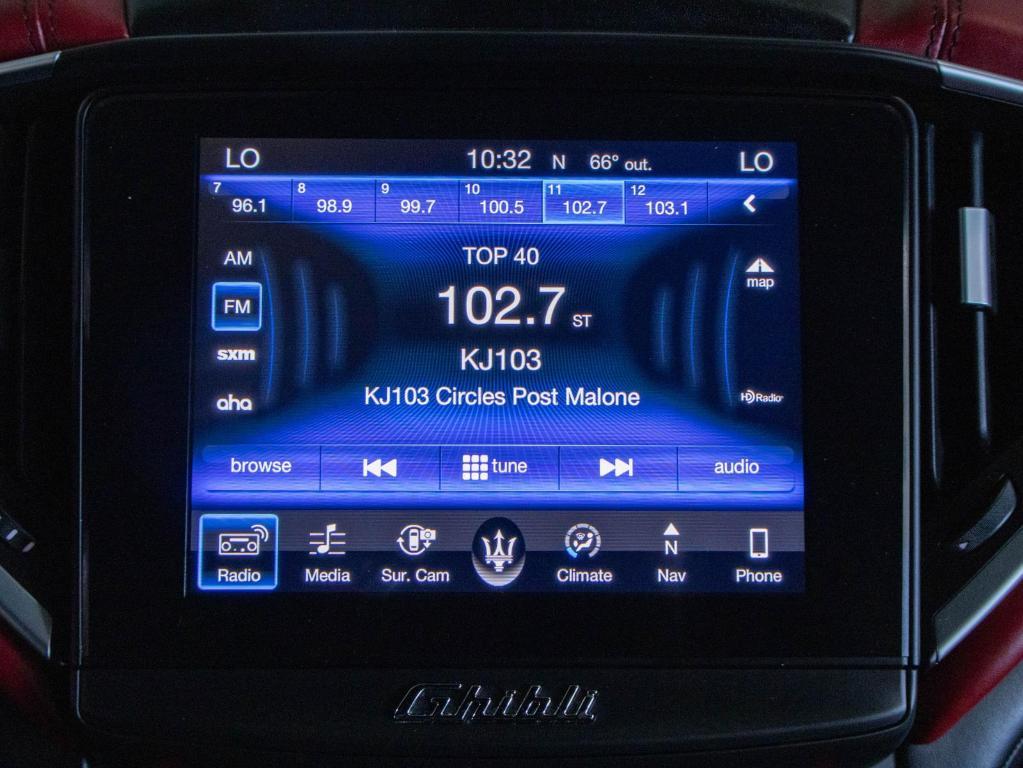 LO 10:32 N 66° out. LO
7 96.1 8 98.9 9 99.7 10 100.5 11 102.7 12 103.1
AM TOP 40
map
FM 102.7 ST
sxm KJ103
aha KJ103 Circles Post Malone HD Radio
browse tune audio
N
Radio Media Sur. Cam Climate Nav Phone
Ghibli